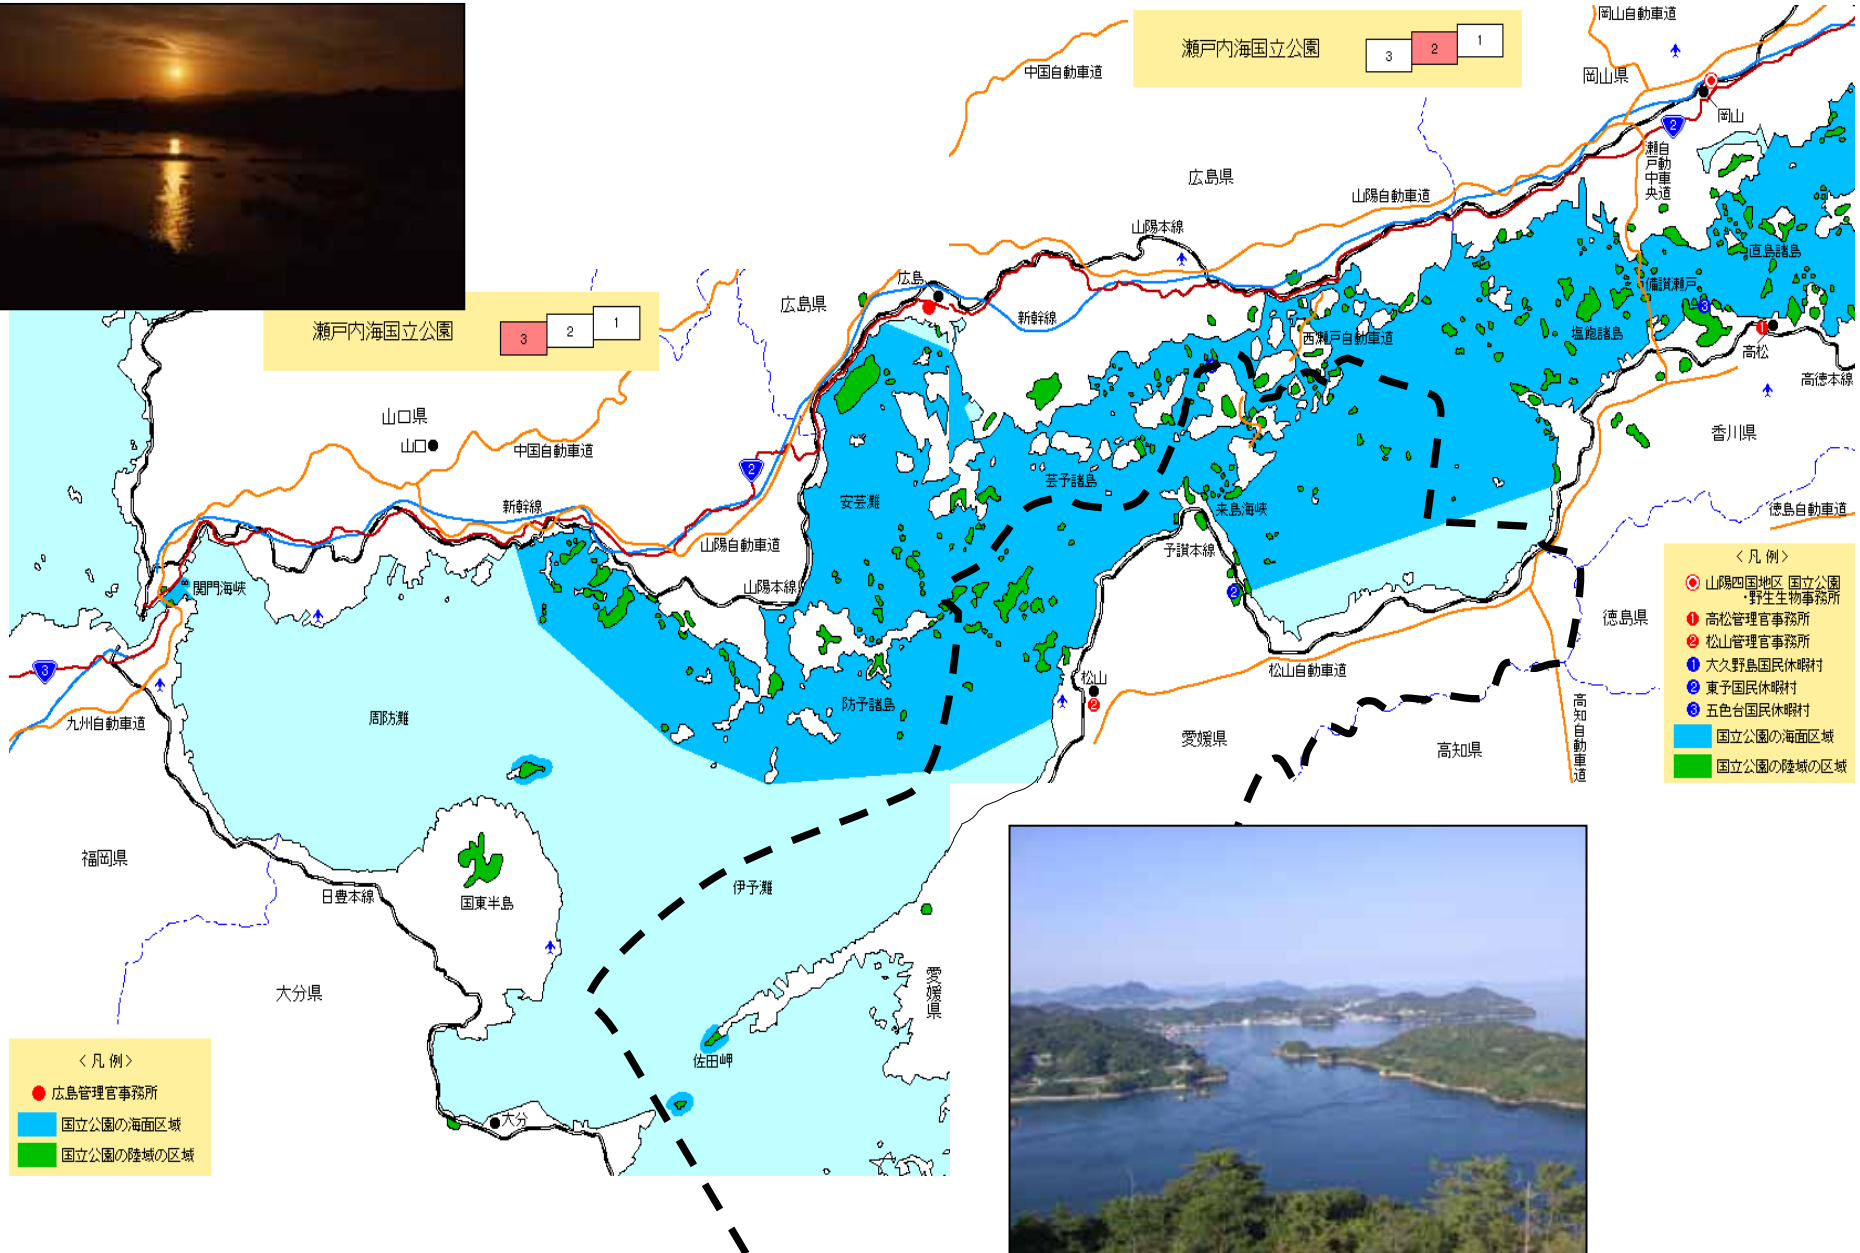 瀬戸内海国立公園
3
2
1
岡山自動車道
中国自動車道
岡山県
岡山
2
瀬戸中央自動車道
広島県
山陽自動車道
山陽本線
直島諸島
備讃瀬戸
3
塩飽諸島
1
高松
高徳本線
広島県
広島
新幹線
西瀬戸自動車道
瀬戸内海国立公園
3
2
1
山口県
山口
中国自動車道
香川県
2
安芸灘
芸予諸島
来島海峡
新幹線
徳島自動車道
山陽自動車道
予讃本線
山陽本線
関門海峡
2
徳島県
3
松山
2
松山自動車道
防予諸島
九州自動車道
周防灘
愛媛県
高知県
高知自動車道
<凡例>
山陽四国地区 国立公園
・野生生物事務所
1 高松管理官事務所
2 松山管理官事務所
1 大久野島国民休暇村
2 東予国民休暇村
3 五色台国民休暇村
国立公園の海面区域
国立公園の陸域の区域
福岡県
日豊本線
国東半島
伊予灘
大分県
愛媛県
佐田岬
大分
<凡例>
広島管理官事務所
国立公園の海面区域
国立公園の陸域の区域